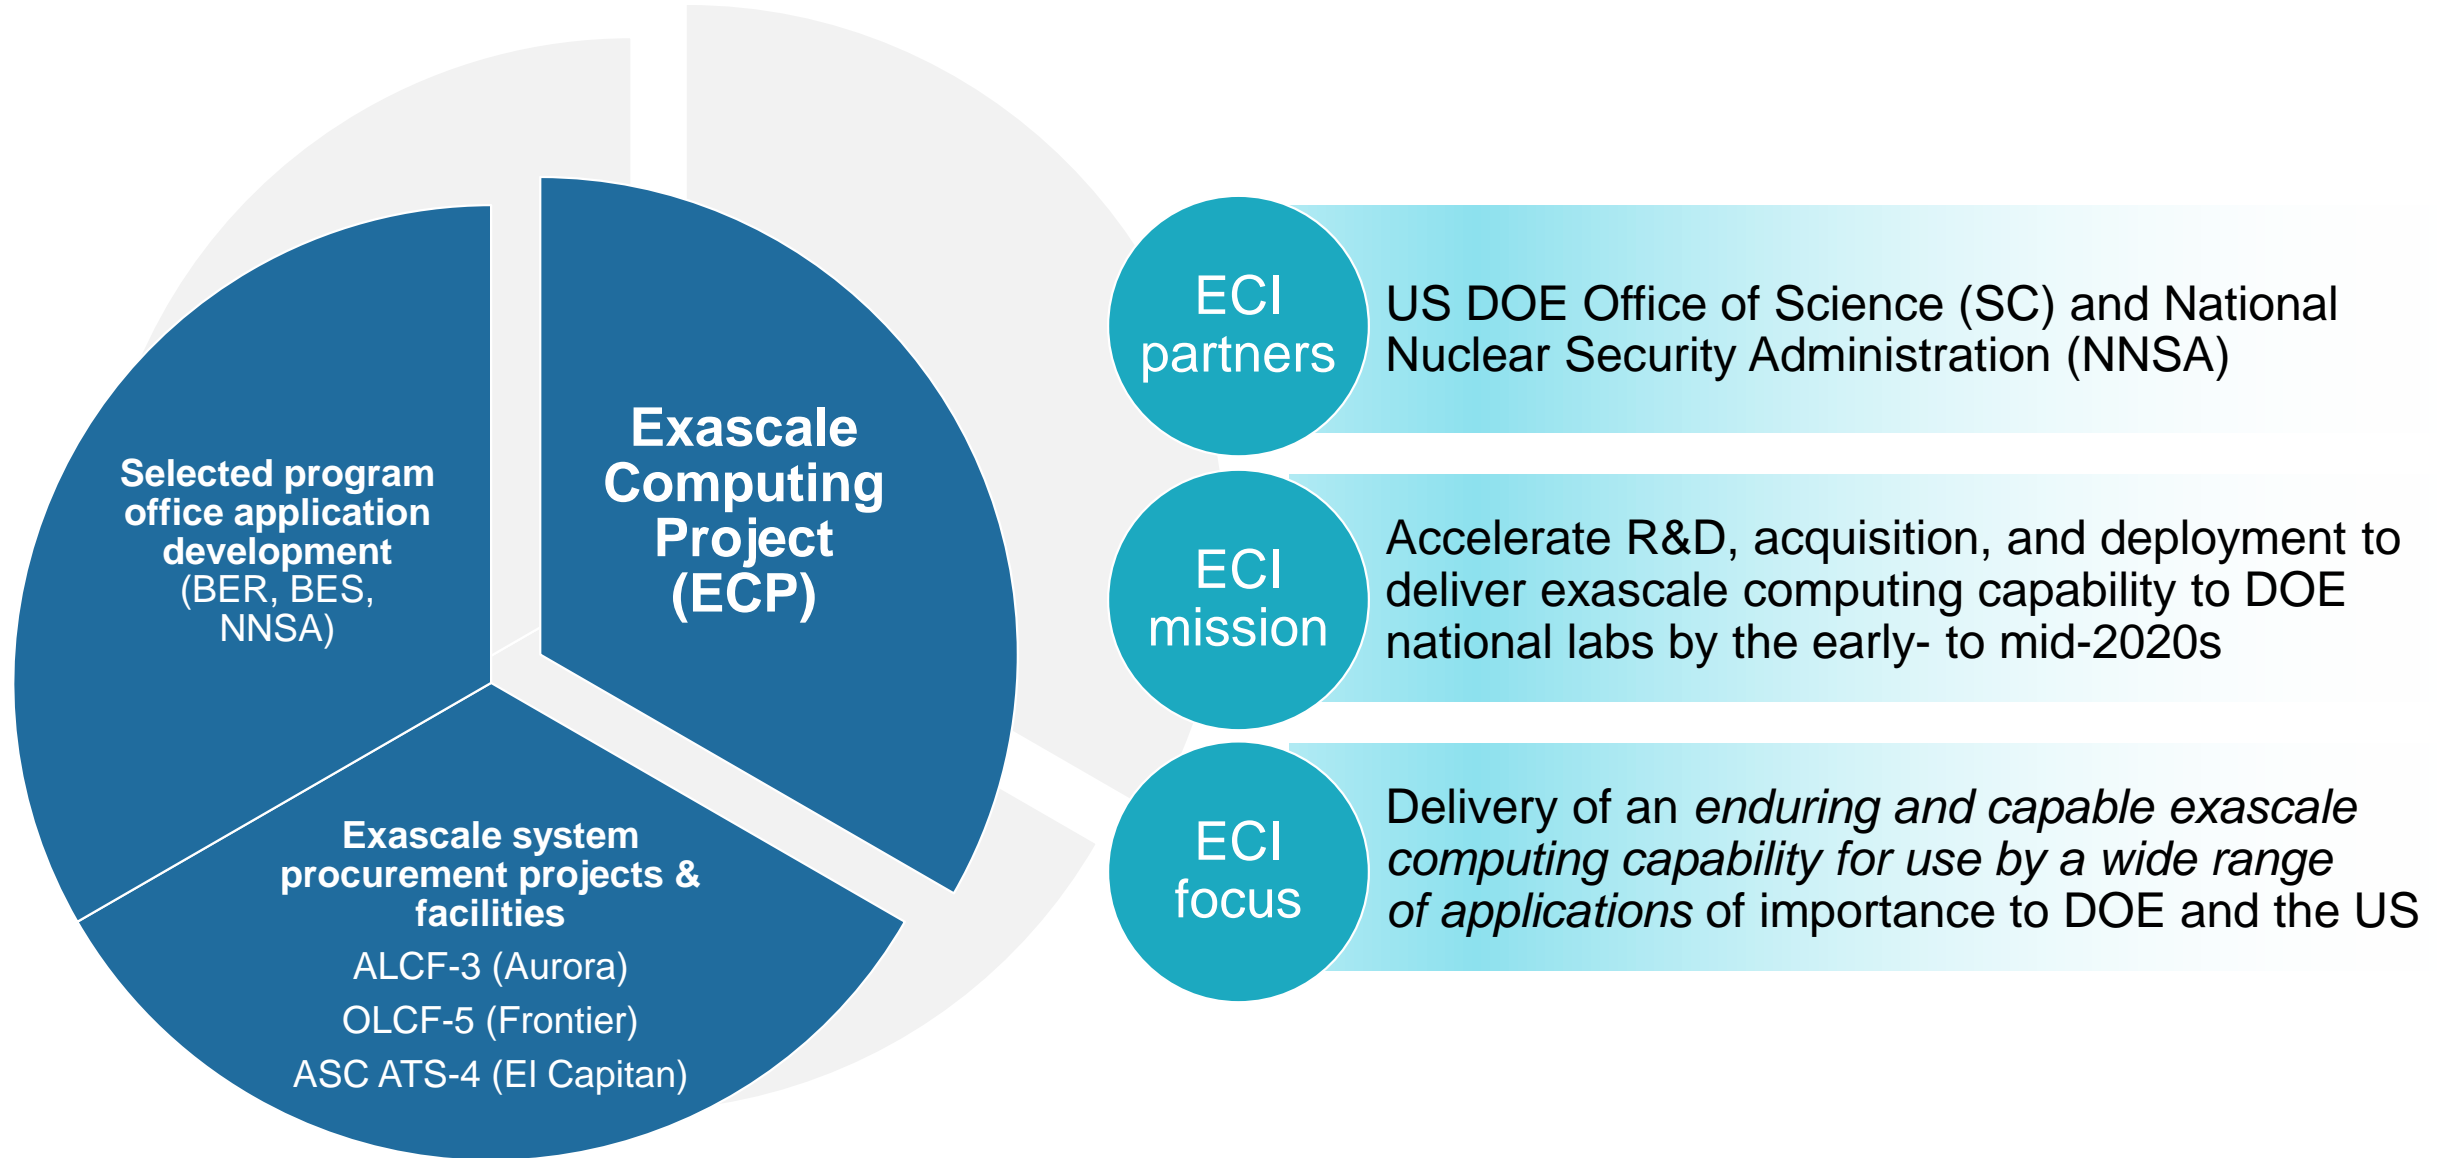 Exascale
Computing
Project
(ECP)
Selected program
office application
development
(BER, BES,
NNSA)
Exascale system
procurement projects &
facilities
ALCF-3 (Aurora)
OLCF-5 (Frontier)
ASC ATS-4 (El Capitan)
ECI
partners
US DOE Office of Science (SC) and National
Nuclear Security Administration (NNSA)
ECI
mission
Accelerate R&D, acquisition, and deployment to
deliver exascale computing capability to DOE
national labs by the early- to mid-2020s
ECI
focus
Delivery of an enduring and capable exascale
computing capability for use by a wide range
of applications of importance to DOE and the US